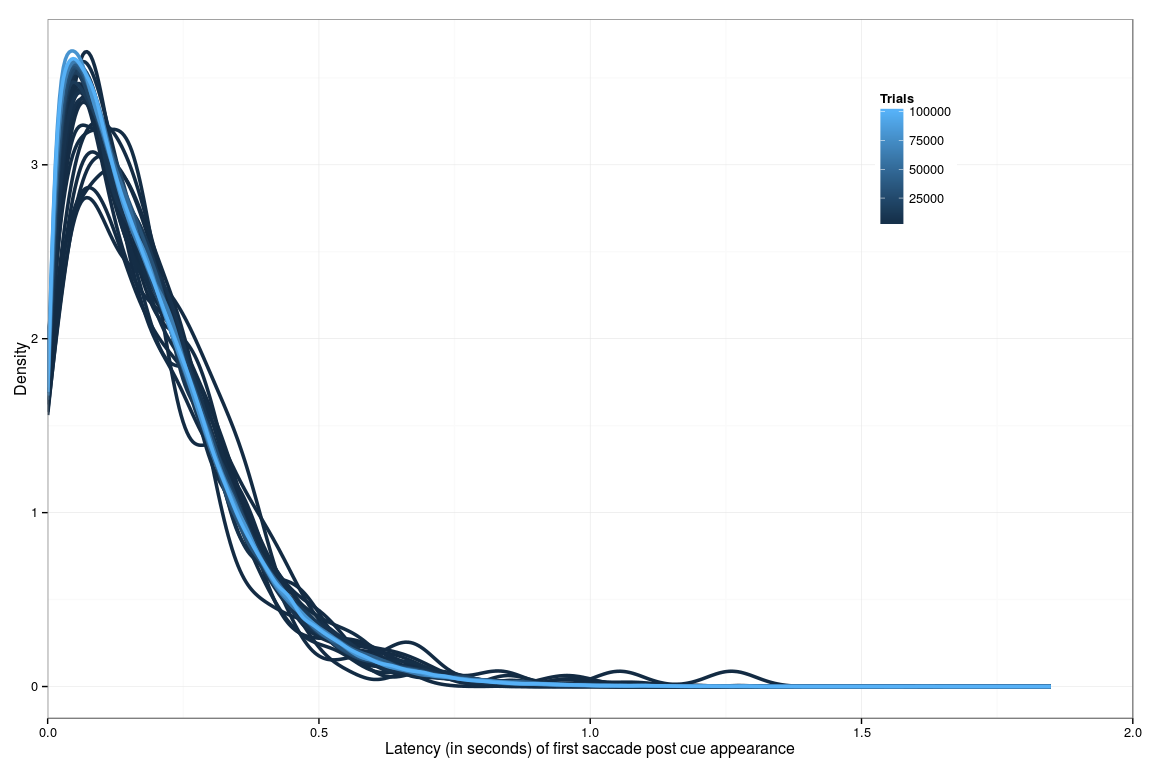 Trials
100000
75000
50000
25000
3
2
1
0
Density
0.0 0.5 1.0 1.5 2.0
Latency (in seconds) of first saccade post cue appearance